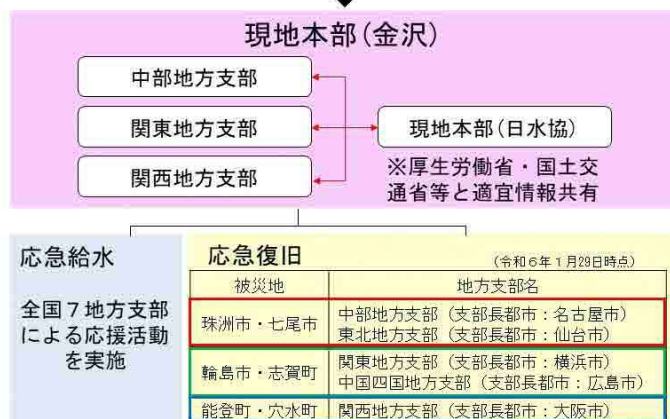 現地本部(金沢)
中部地方支部
関東地方支部
現地本部(日水協)
関西地方支部
※厚生労働省・国土交
通省等と適宜情報共有
応急給水
全国7地方支部
による応援活動
を実施
応急復旧
(令和6年1月29日時点)
被災地
地方支部名
珠洲市・七尾市
中部地方支部(支部長都市:名古屋市)
東北地方支部(支部長都市:仙台市)
輪島市・志賀町
関東地方支部(支部長都市:横浜市)
中国四国地方支部(支部長都市:広島市)
能登町・穴水町
関西地方支部(支部長都市:大阪市)